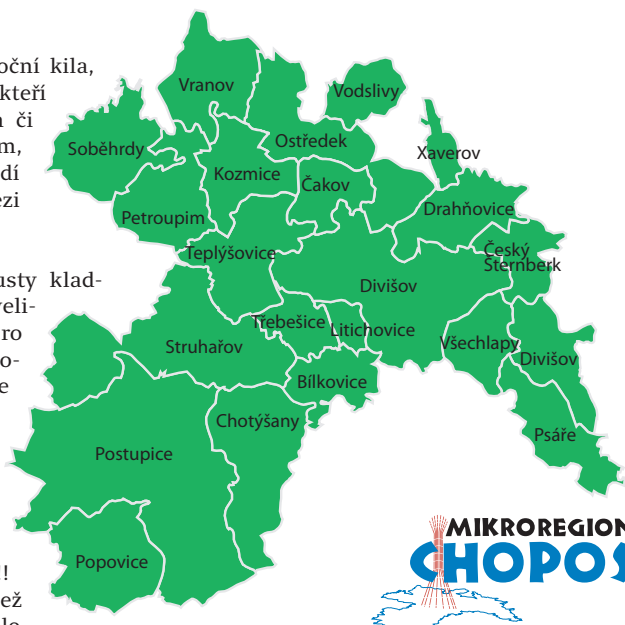 oční kila,
kteří
n či
m,
dí
ezi
usty klad-
veli-
ro
o-
e
!!
ež
Vranov
Vodslivy
Ostředek
Soběhrdy
Xaverov
Kozmice
Čakov
Petroupim
Drahňovice
Teplýšovice
Český
Šternberk
Divišov
Třebešice
Litichovice
Struhařov
Všechlapy
Divišov
Bílkovice
Chotýšany
Psáře
Postupice
Popovice
MIKROREGION
CHOPOS